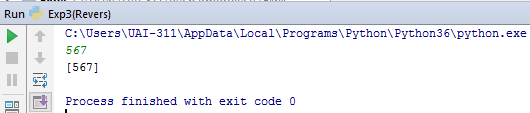 Run Exp3(Revers)
C:\Users\UAI-311\AppData\Local\Programs\Python\Python36\python.exe
567
[567]
Process finished with exit code 0